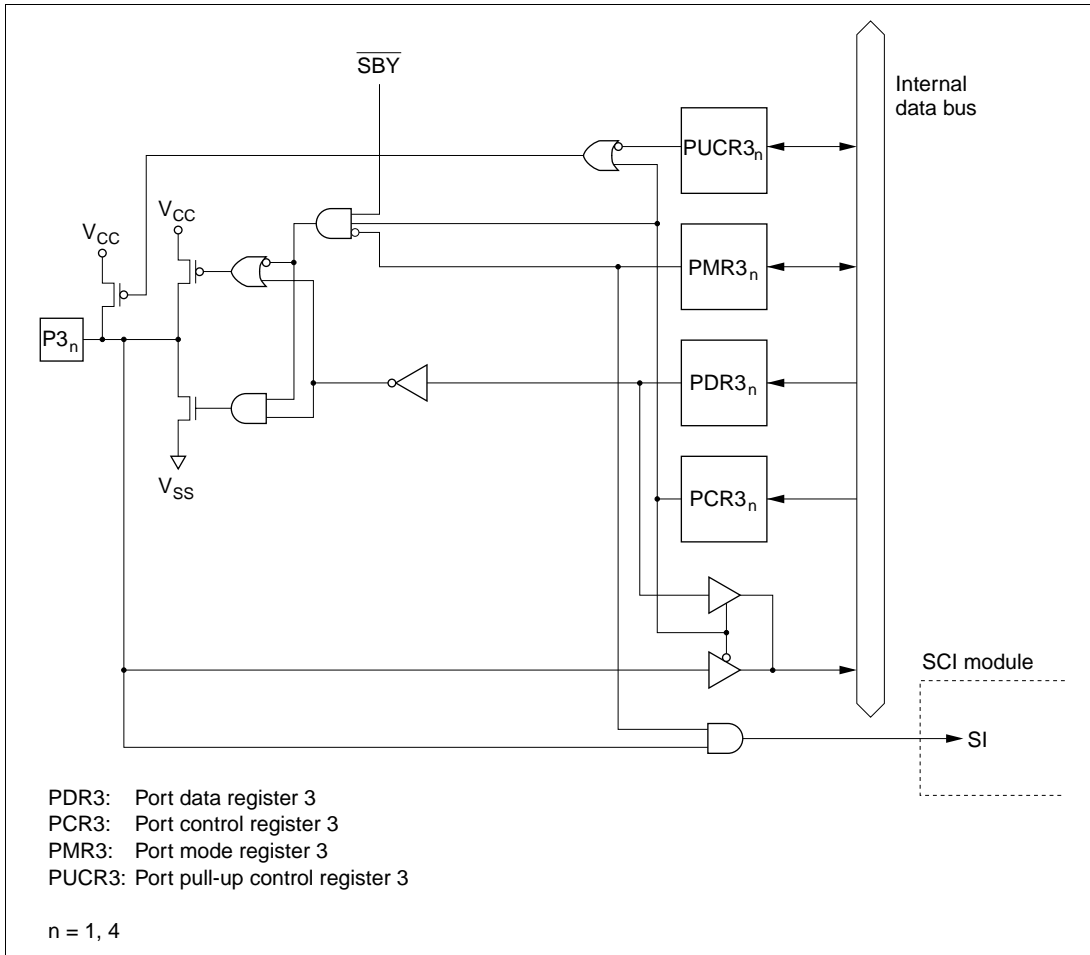 SBY
Internal
data bus
PUCR3n
VCC
VCC
PMR3n
P3n
PDR3n
VSS
PCR3n
SCI module
SI
PDR3: Port data register 3
PCR3: Port control register 3
PMR3: Port mode register 3
PUCR3: Port pull-up control register 3
n = 1, 4